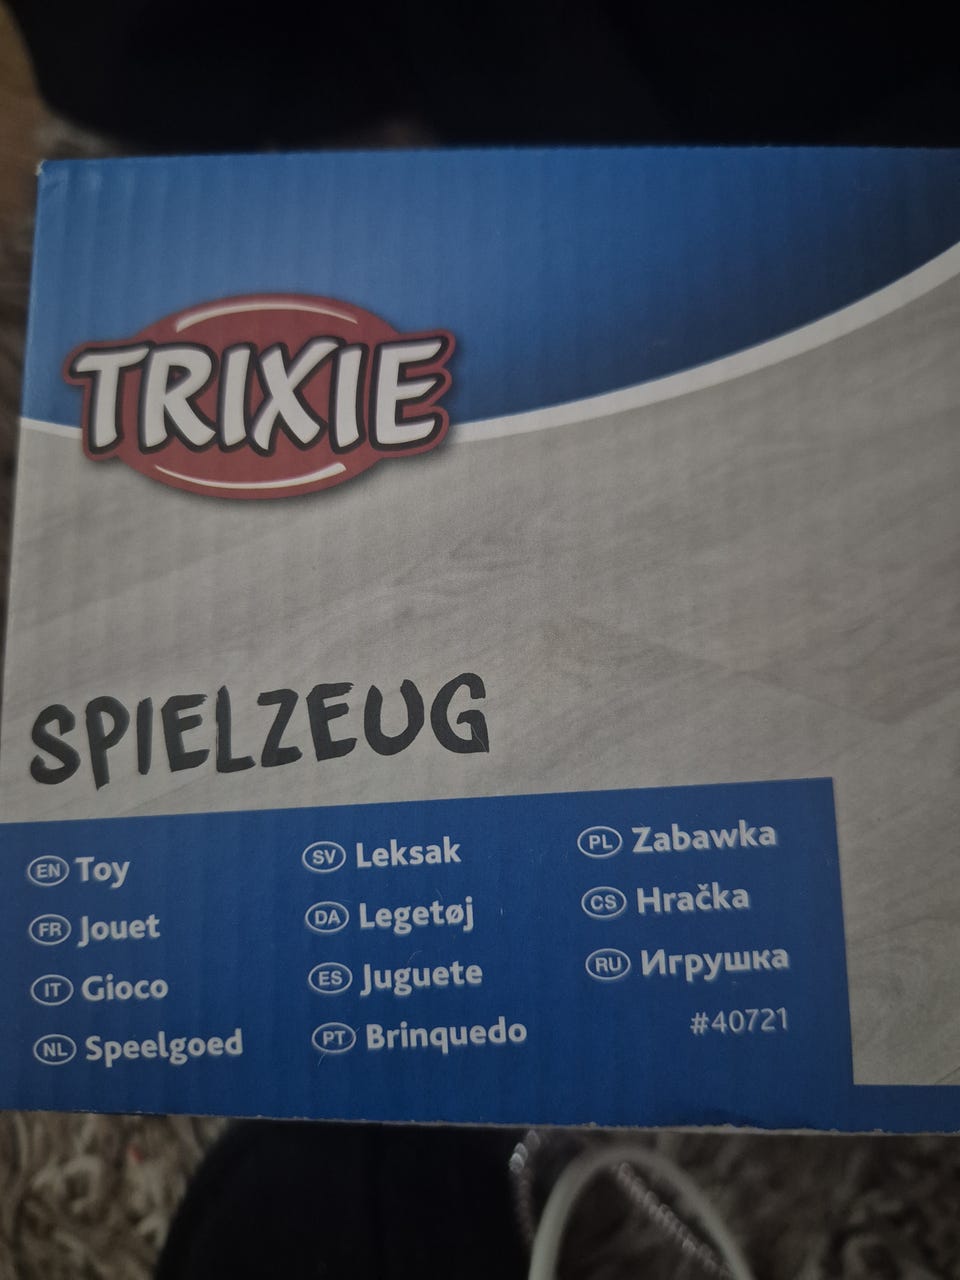 TRIXIE
SPIELZEUG
EN Toy
FR Jouet
IT Gioco
NL Speelgoed
SV Leksak
DA Legetøj
ES Juguete
PT Brinquedo
PL Zabawka
CS Hračka
RU Игрушка
#40721